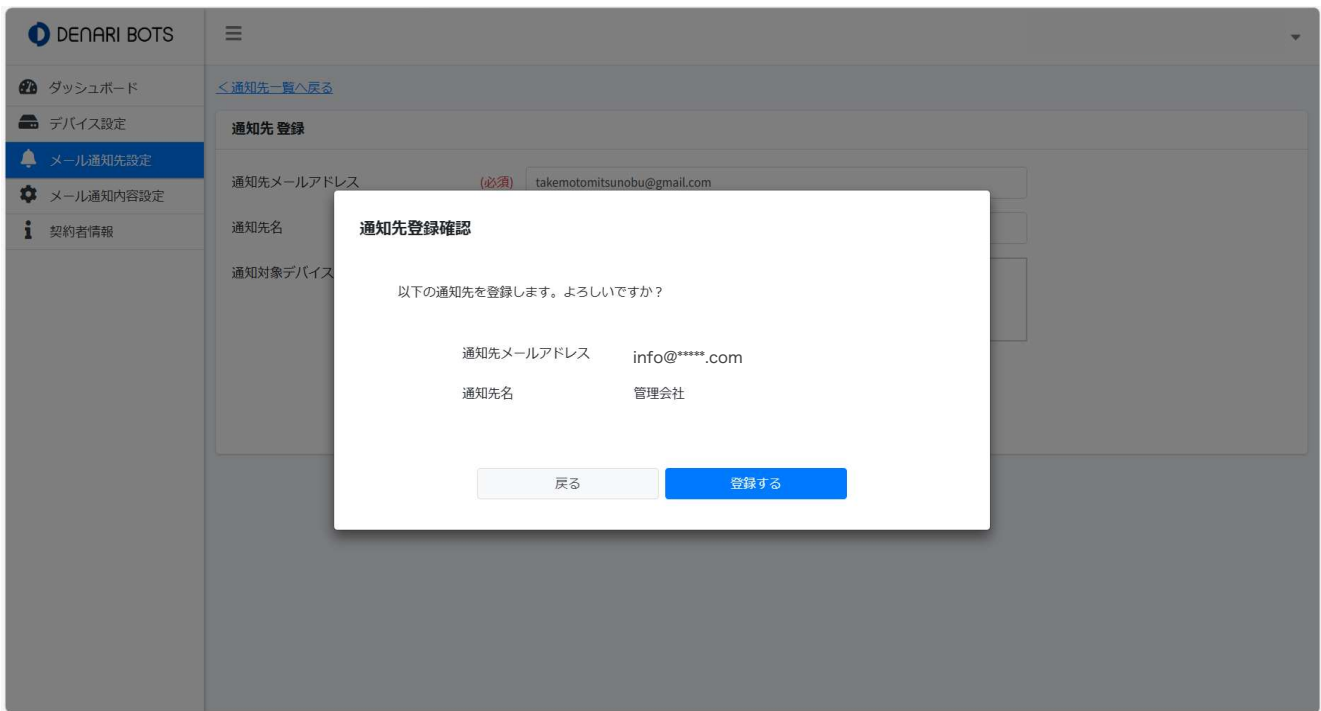 DENARI BOTS
ダッシュボード
デバイス設定
メール通知先設定
メール通知内容設定
契約者情報
＜通知先一覧へ戻る
通知先 登録
通知先メールアドレス (必須) takemotomitsunobu@gmail.com
通知先名
通知対象デバイス
通知先登録確認
以下の通知先を登録します。よろしいですか？
通知先メールアドレス info@*****.com
通知先名 管理会社
戻る 登録する